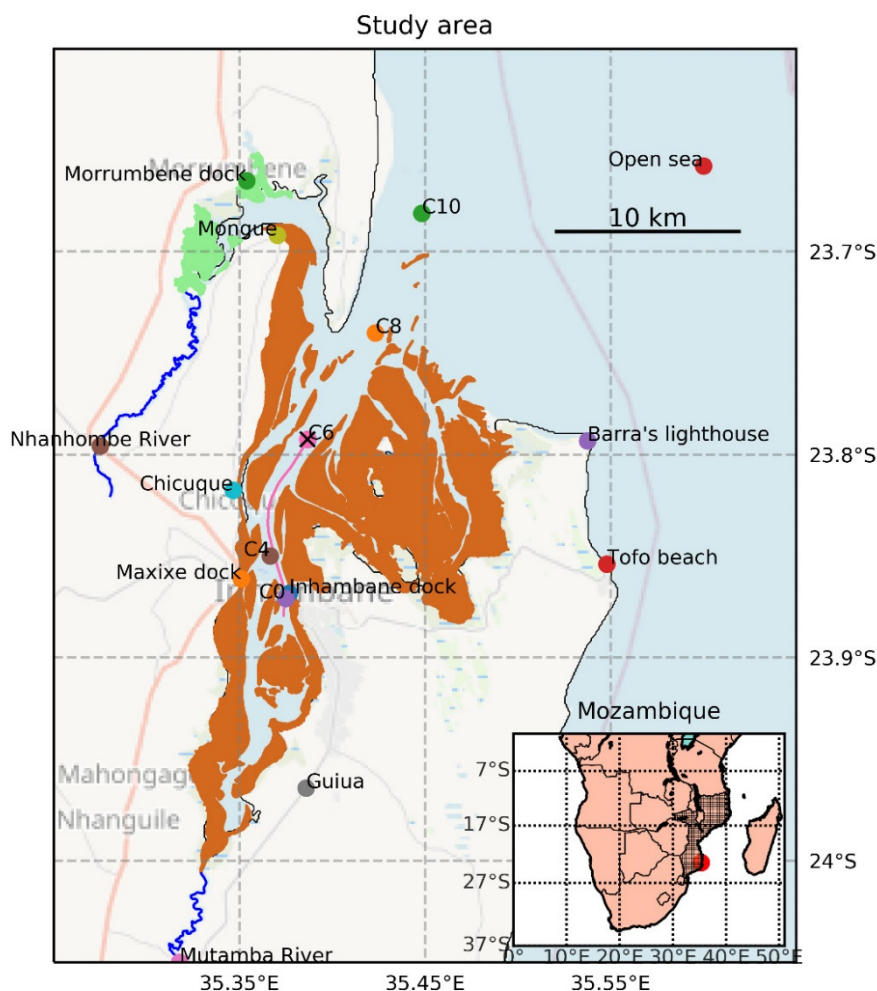 Study area
Morrumbene
Morrumbene dock
Open sea
C10
10 km
Mongue
23.7°S
C8
C6
Nhanhombe River
Barra's lighthouse
23.8°S
Chicuque
C4
Tofo beach
Maxixe dock
C0
Inhambane dock
Inhambane
23.9°S
Mozambique
Guiua
Nhanguile
7°S
17°S
24°S
27°S
37°S
0°
10°E
20°E
30°E
40°E
50°E
Mutamba River
35.35°E
35.45°E
35.55°E